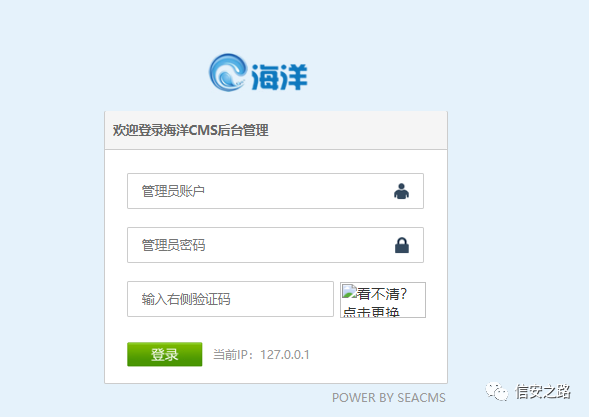 海洋
欢迎登录海洋CMS后台管理
管理员账户
管理员密码
输入右侧验证码
看不清?
点击更换
登录 当前IP：127.0.0.1
POWER BY SEACMS
信安之路